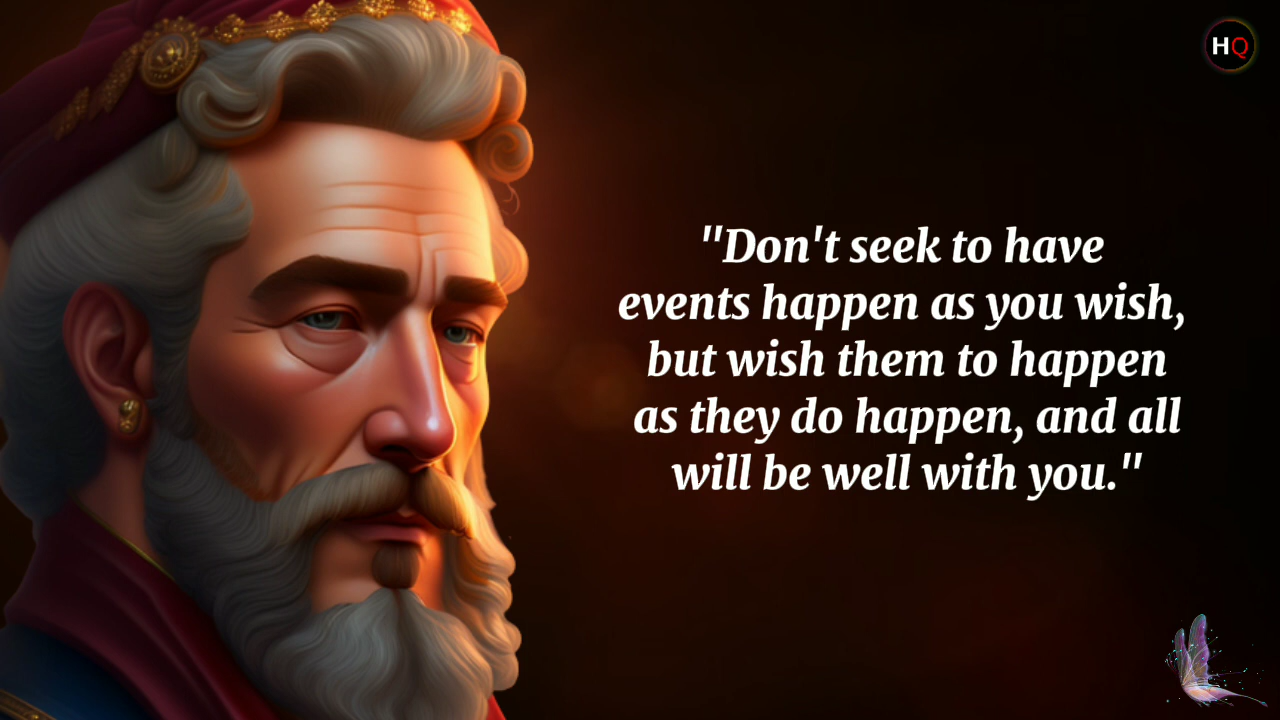 HQ
"Don't seek to have
events happen as you wish,
but wish them to happen
as they do happen, and all
will be well with you."